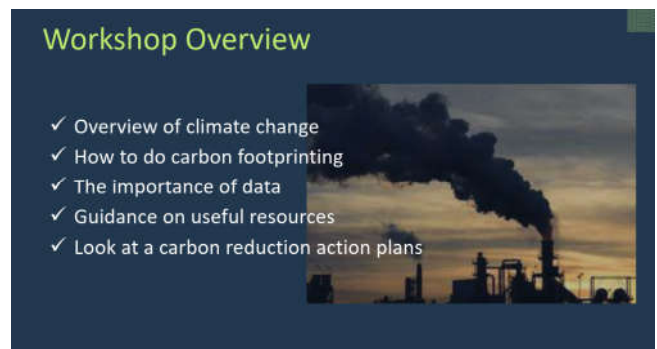 Workshop Overview
✓ Overview of climate change
✓ How to do carbon footprinting
✓ The importance of data
✓ Guidance on useful resources
✓ Look at a carbon reduction action plans